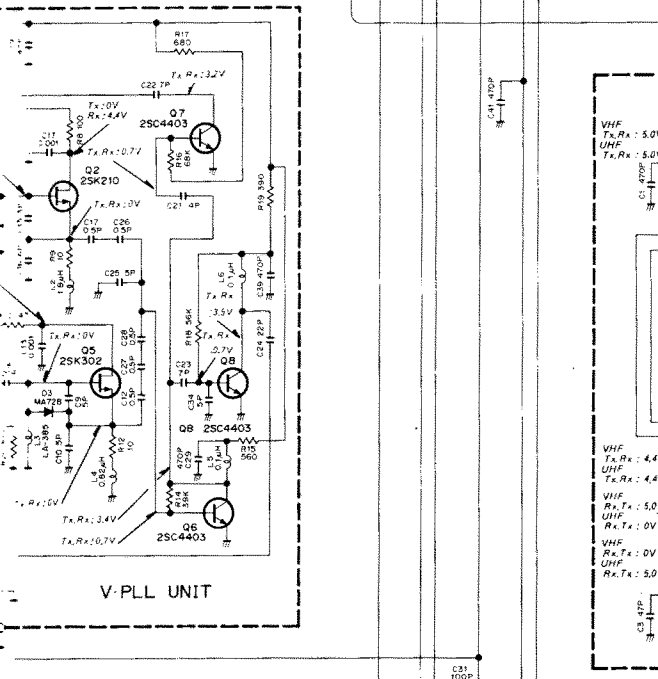 R17
680
Tx.Rx:3.2V
C22 7P
Tx:0V
Rx:4.4V
Q7
2SC4403
C41 470P
R8 100
0.001
VHF
Tx.Rx : 5.0V
UHF
Tx.Rx : 5.0V
Tx.Rx:0.7V
R16
68K
Q2
2SK210
C1 470P
R19 390
Tx.Rx:0V
C21 4P
C17
0.5P
C26
0.5P
R9
10
L2
1.8μH
C25 5P
L6
0.1μH
C39 470P
Tx.Rx
:3.5V
R18 56K
Tx.Rx
:0.7V
C24 22P
Tx.Rx:0V
0.001
C28
0.5P
C27
0.5P
C12
0.5P
Q5
2SK302
C23
7P
Q8
D3
MA728
C9
5P
C34
5P
Q8 2SC4403
L3
LA-385
C10 5P
R12
10
L4
0.82μH
470P
C29
L5
0.1μH
R15
560
VHF
Tx.Rx : 4.4
UHF
Tx.Rx : 4.4
R14
39K
Tx.Rx:3.4V
Tx.Rx:0.7V
Q6
2SC4403
VHF
Rx.Tx : 5.0
UHF
Rx.Tx : 0V
VHF
Rx.Tx : 0V
UHF
Rx.Tx : 5.0
V-PLL UNIT
C3 47P
C31
100P